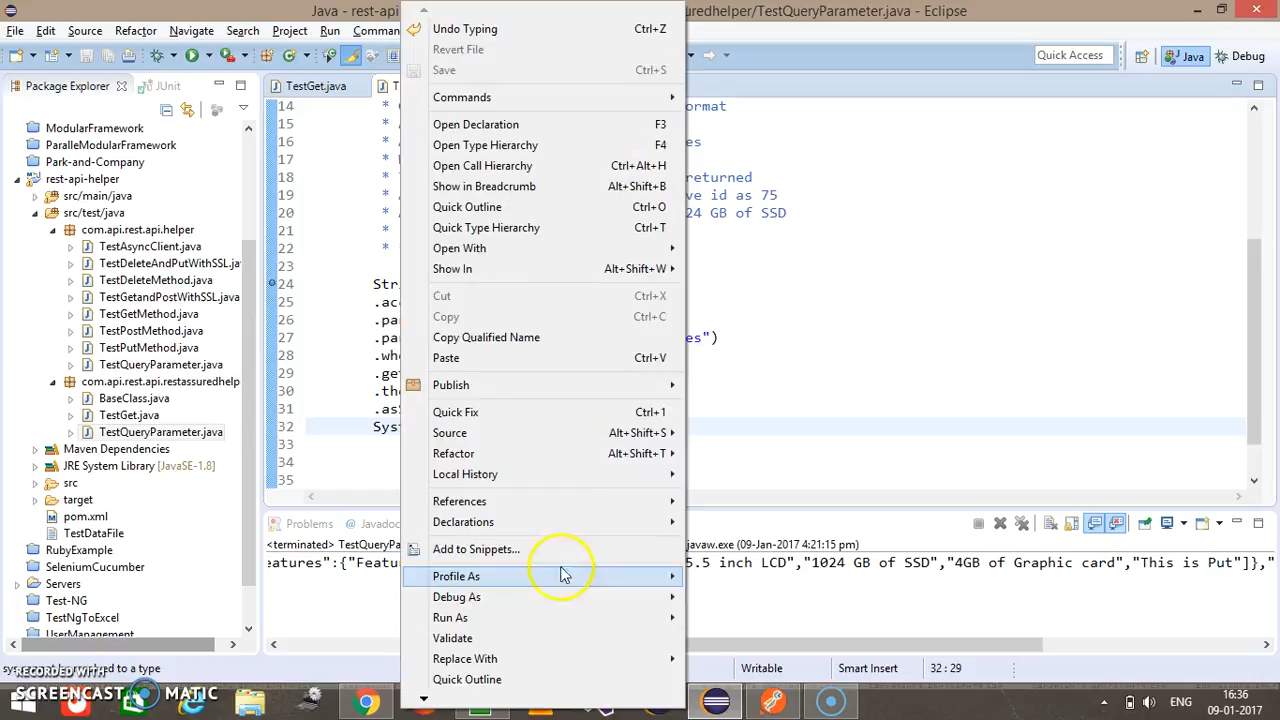 Java - rest-api
uredhelper/TestQueryParameter.java - Eclipse
File Edit Source Refactor Navigate Search Project Run Comman
Quick Access
Java
Debug
Package Explorer
JUnit
TestGet.java
ModularFramework
ParalleModularFramework
Park-and-Company
rest-api-helper
src/main/java
src/test/java
com.api.rest.api.helper
TestAsyncClient.java
TestDeleteAndPutWithSSL.jav
TestDeleteMethod.java
TestGetandPostWithSSL.java
TestGetMethod.java
TestPostMethod.java
TestPutMethod.java
TestQueryParameter.java
com.api.rest.api.restassuredhelp
BaseClass.java
TestGet.java
TestQueryParameter.java
Maven Dependencies
JRE System Library [JavaSE-1.8]
src
target
pom.xml
TestDataFile
RubyExample
SeleniumCucumber
Servers
Test-NG
TestNgToExcel
UserManagement
14
15
16
17
18
19
20
21
22
23
24 Stri
25
26
27
28
29
30
31
32 Syst
33
34
35
ormat
es
returned
ve id as 75
24 GB of SSD
es")
Undo Typing Ctrl+Z
Revert File
Save Ctrl+S
Commands
Open Declaration F3
Open Type Hierarchy F4
Open Call Hierarchy Ctrl+Alt+H
Show in Breadcrumb Alt+Shift+B
Quick Outline Ctrl+O
Quick Type Hierarchy Ctrl+T
Open With
Show In Alt+Shift+W
Cut Ctrl+X
Copy Ctrl+C
Copy Qualified Name
Paste Ctrl+V
Publish
Quick Fix Ctrl+1
Source Alt+Shift+S
Refactor Alt+Shift+T
Local History
References
Declarations
Add to Snippets...
Profile As
Debug As
Run As
Validate
Replace With
Quick Outline
Problems
Javadoc
<terminated> TestQueryPa
javaw.exe (09-Jan-2017 4:21:15 pm)
eatures":{"Featu
5.5 inch LCD","1024 GB of SSD","4GB of Graphic card","This is Put"]},"
Writable
Smart Insert
32 : 29
RECORDED WITH
SCREENCAST MATIC
ENG
16:36
09-01-2017